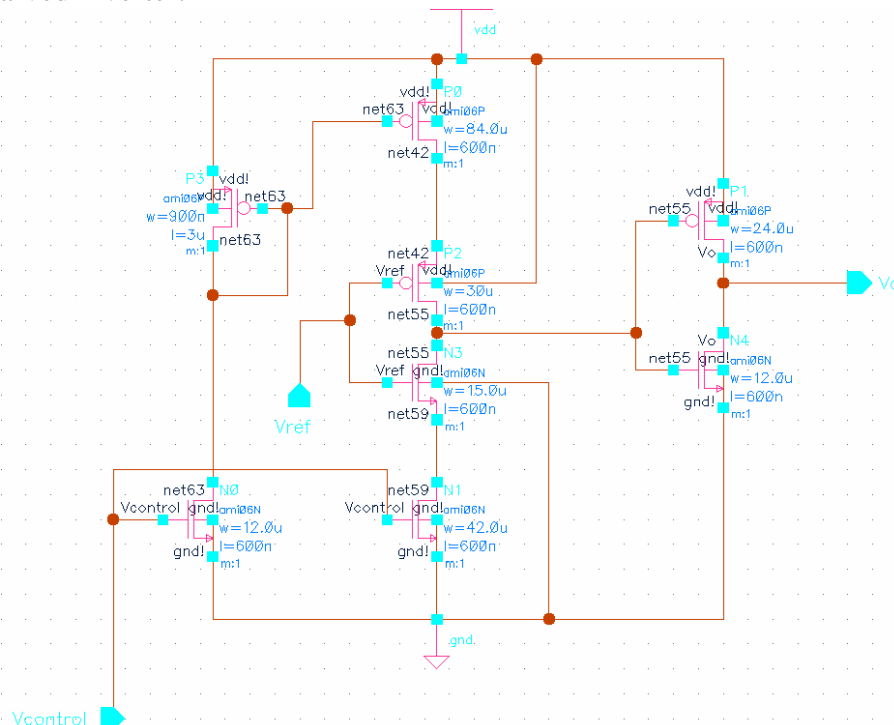 vdd
vdd!
P0
net63
vdd!
ami06P
w=84.0u
l=600n
net42
m:1
P3
vdd!
ami06P
vdd!
net63
w=900n
l=3u
net63
m:1
vdd!
P1
net55
vdd!
ami06P
w=24.0u
l=600n
Vo
m:1
net42
P2
Vref
vdd!
ami06P
w=30u
l=600n
net55
m:1
Vo
net55
N3
Vref
gnd!
ami06N
w=15.0u
l=600n
net59
m:1
Vo
N4
net55
gnd!
ami06N
w=12.0u
l=600n
gnd!
m:1
Vref
net63
N0
Vcontrol
gnd!
ami06N
w=12.0u
l=600n
gnd!
m:1
net59
N1
Vcontrol
gnd!
ami06N
w=42.0u
l=600n
gnd!
m:1
gnd
Vcontrol